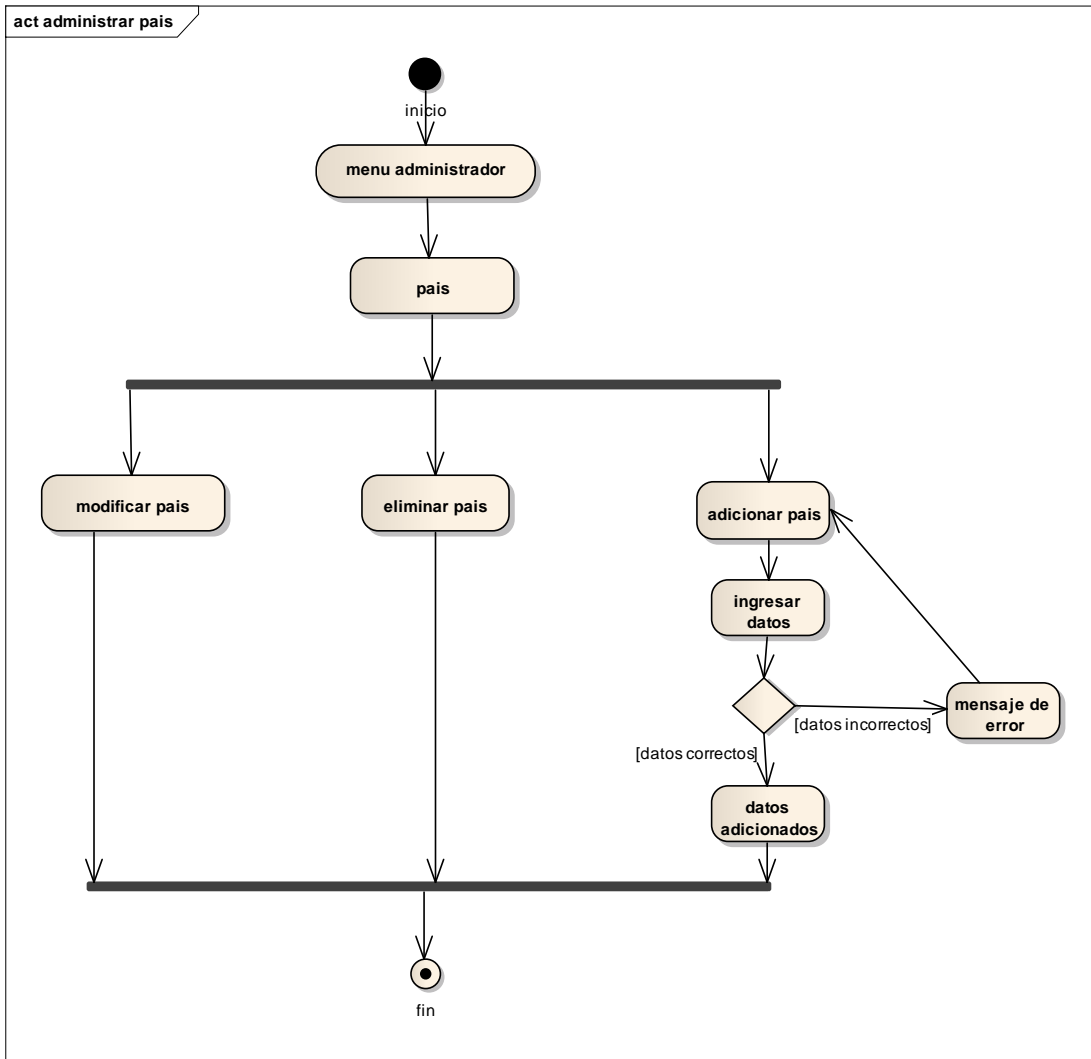 act administrar pais
inicio
menu administrador
pais
modificar pais
eliminar pais
adicionar pais
ingresar
datos
mensaje de
error
[datos incorrectos]
[datos correctos]
datos
adicionados
fin